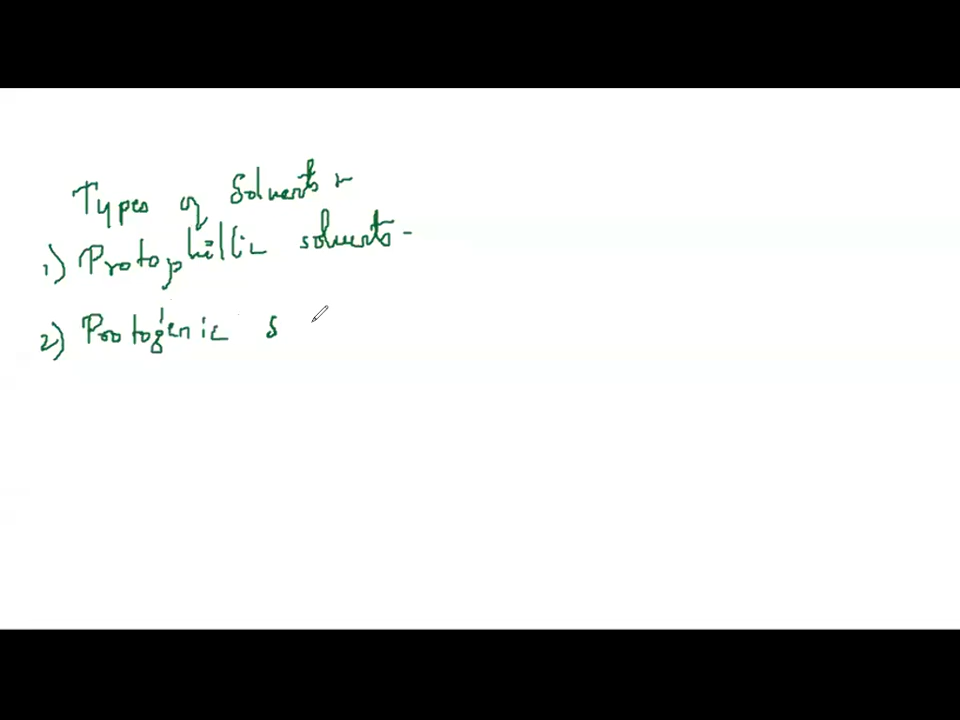 Types of Solvents -
1) Protophillic solvents -
2) Protogenic s